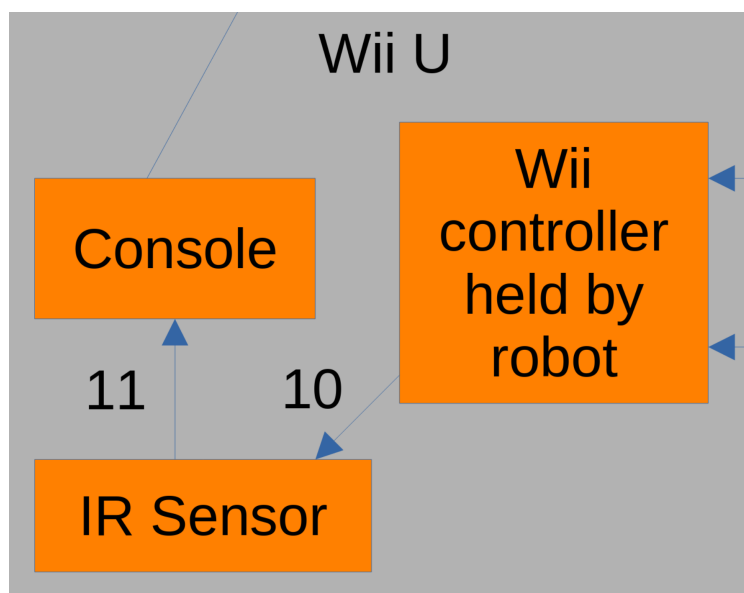 Wii U
Console
Wii
controller
held by
robot
11
10
IR Sensor